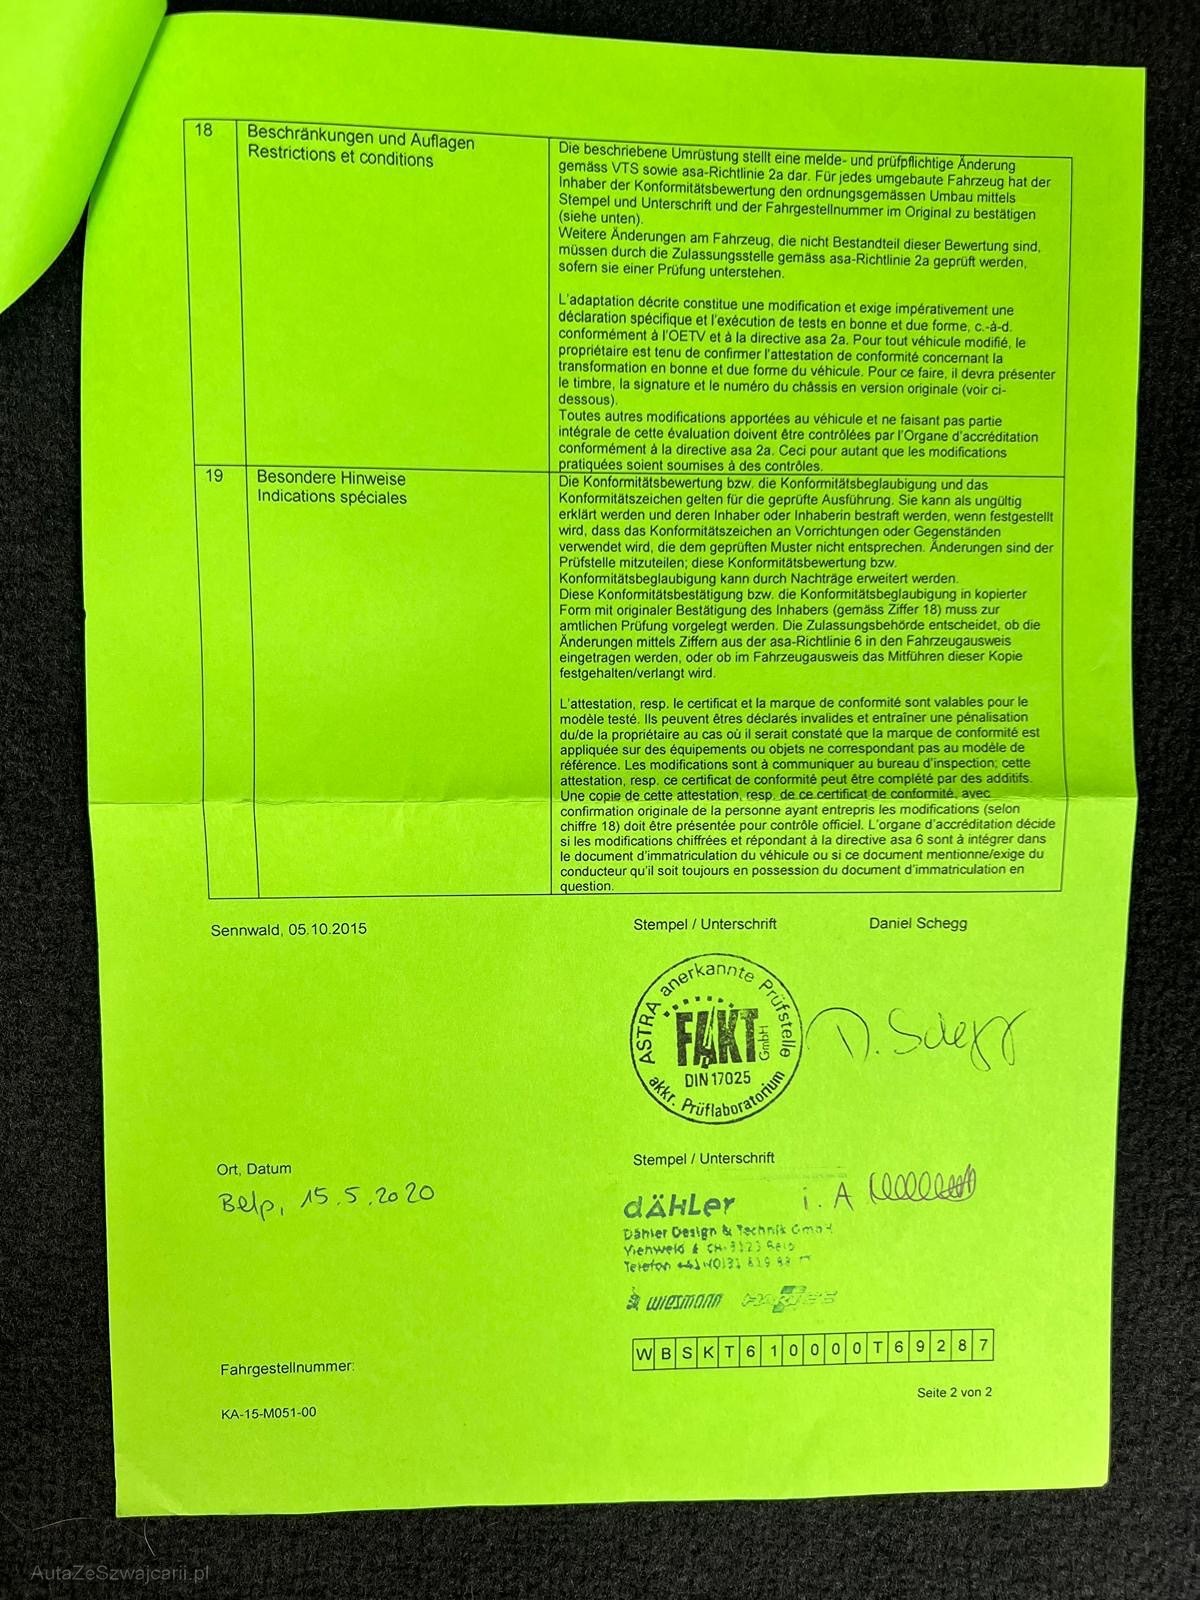 18
Beschränkungen und Auflagen
Restrictions et conditions
Die beschriebene Umrüstung stellt eine melde- und prüfpflichtige Änderung
gemäss VTS sowie asa-Richtlinie 2a dar. Für jedes umgebaute Fahrzeug hat der
Inhaber der Konformitätsbewertung den ordnungsgemässen Umbau mittels
Stempel und Unterschrift und der Fahrgestellnummer im Original zu bestätigen
(siehe unten).
Weitere Änderungen am Fahrzeug, die nicht Bestandteil dieser Bewertung sind,
müssen durch die Zulassungsstelle gemäss asa-Richtlinie 2a geprüft werden,
sofern sie einer Prüfung unterstehen.
L'adaptation décrite constitue une modification et exige impérativement une
déclaration spécifique et l'exécution de tests en bonne et due forme, c.-à-d.
conformément à l'OETV et à la directive asa 2a. Pour tout véhicule modifié, le
propriétaire est tenu de confirmer l'attestation de conformité concernant la
transformation en bonne et due forme du véhicule. Pour ce faire, il devra présenter
le timbre, la signature et le numéro du châssis en version originale (voir ci-
dessous).
Toutes autres modifications apportées au véhicule et ne faisant pas partie
intégrale de cette évaluation doivent être contrôlées par l'Organe d'accréditation
conformément à la directive asa 2a. Ceci pour autant que les modifications
pratiquées soient soumises à des contrôles.
19
Besondere Hinweise
Indications spéciales
Die Konformitätsbewertung bzw. die Konformitätsbeglaubigung und das
Konformitätszeichen gelten für die geprüfte Ausführung. Sie kann als ungültig
erklärt werden und deren Inhaber oder Inhaberin bestraft werden, wenn festgestellt
wird, dass das Konformitätszeichen an Vorrichtungen oder Gegenständen
verwendet wird, die dem geprüften Muster nicht entsprechen. Änderungen sind der
Prüfstelle mitzuteilen; diese Konformitätsbewertung bzw.
Konformitätsbeglaubigung kann durch Nachträge erweitert werden.
Diese Konformitätsbestätigung bzw. die Konformitätsbeglaubigung in kopierter
Form mit originaler Bestätigung des Inhabers (gemäss Ziffer 18) muss zur
amtlichen Prüfung vorgelegt werden. Die Zulassungsbehörde entscheidet, ob die
Änderungen mittels Ziffern aus der asa-Richtlinie 6 in den Fahrzeugausweis
eingetragen werden, oder ob im Fahrzeugausweis das Mitführen dieser Kopie
festgehalten/verlangt wird.
L'attestation, resp. le certificat et la marque de conformité sont valables pour le
modèle testé. Ils peuvent êtres déclarés invalides et entraîner une pénalisation
du/de la propriétaire au cas où il serait constaté que la marque de conformité est
appliquée sur des équipements ou objets ne correspondant pas au modèle de
référence. Les modifications sont à communiquer au bureau d'inspection; cette
attestation, resp. ce certificat de conformité peut être complété par des additifs.
Une copie de cette attestation, resp. de ce certificat de conformité, avec
confirmation originale de la personne ayant entrepris les modifications (selon
chiffre 18) doit être présentée pour contrôle officiel. L'organe d'accréditation décide
si les modifications chiffrées et répondant à la directive asa 6 sont à intégrer dans
le document d'immatriculation du véhicule ou si ce document mentionne/exige du
conducteur qu'il soit toujours en possession du document d'immatriculation en
question.
Sennwald, 05.10.2015
Stempel / Unterschrift
Daniel Schegg
ASTRA anerkannte Prüfstelle
FAKT GmbH
DIN 17025
akkr. Prüflaboratorium
D. Schegg
Ort, Datum
Belp, 15.5.2020
Stempel / Unterschrift
i. A
dÄHLer
Dähler Design & Technik GmbH
CH-3123 Belp
Telefon
wiesmann
HARTGE
WBSKT610000T69287
Fahrgestellnummer:
Seite 2 von 2
KA-15-M051-00
AutaZeSzwajcarii.pl